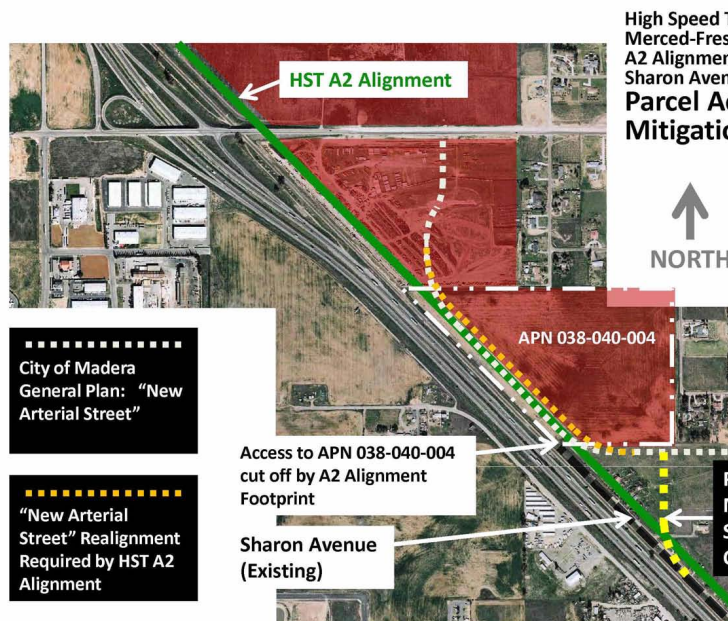 High Speed
Merced-Fres
A2 Alignmen
Sharon Aven
Parcel
Mitigatio
HST A2 Alignment
NORTH
APN 038-040-004
City of Madera
General Plan: “New
Arterial Street”
Access to APN 038-040-004
cut off by A2 Alignment
Footprint
“New Arterial
Street” Realignment
Required by HST A2
Alignment
Sharon Avenue
(Existing)